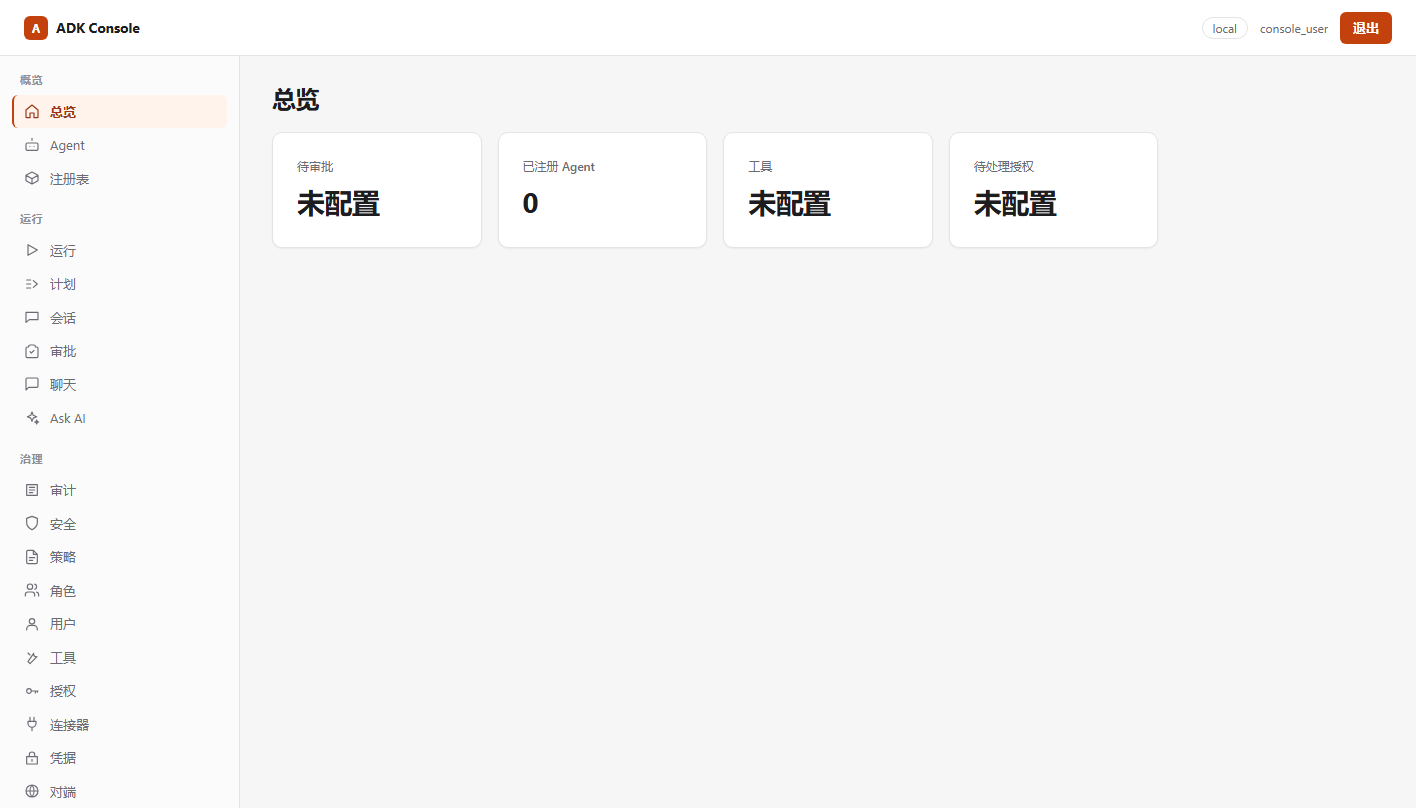 A ADK Console
local console_user 退出
概览
总览
Agent
注册表
运行
运行
计划
会话
审批
聊天
Ask AI
治理
审计
安全
策略
角色
用户
工具
授权
连接器
凭据
对端
总览
待审批
未配置
已注册 Agent
0
工具
未配置
待处理授权
未配置